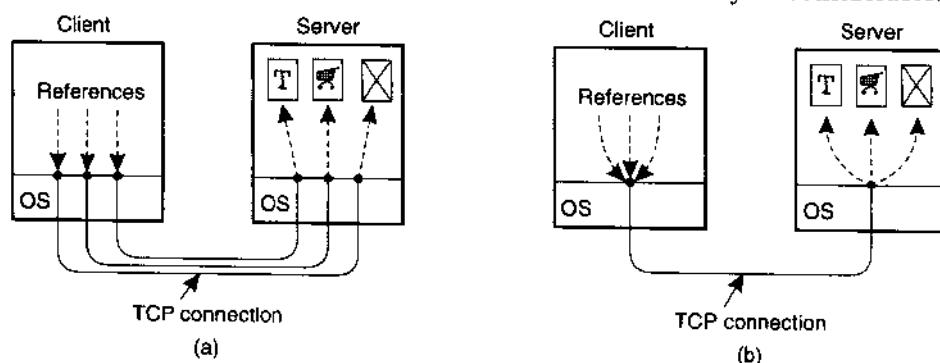 Client
Server
T
References
OS
OS
TCP connection
(a)
Client
Server
T
References
OS
OS
TCP connection
(b)